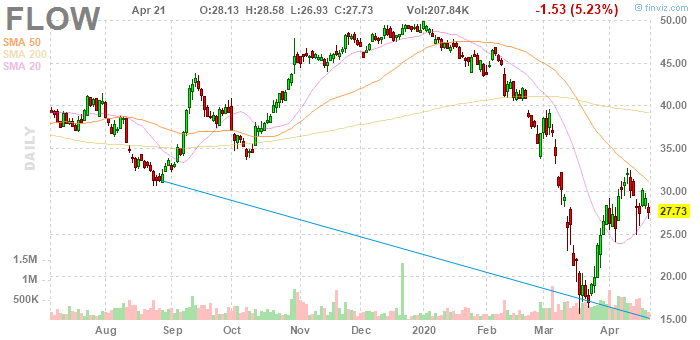 FLOW Apr 21 O:28.13 H:28.58 L:26.93 C:27.73 Vol:207.84K -1.53 (5.23%) © finviz.com
SMA 50
SMA 200
SMA 20
DAILY
50.00
45.00
40.00
35.00
30.00
27.73
25.00
20.00
15.00
1.5M
1M
500K
Aug Sep Oct Nov Dec 2020 Feb Mar Apr